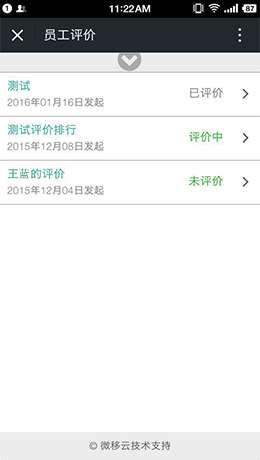 1 11:22AM 87
员工评价
测试
2016年01月16日发起
已评价
测试评价排行
2015年12月08日发起
评价中
王蓝的评价
2015年12月04日发起
未评价
© 微移云技术支持